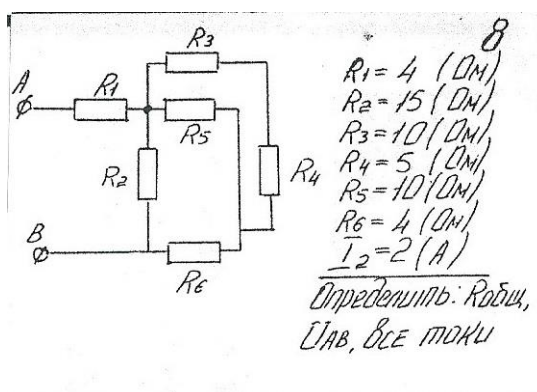 8
R3
A
R1
R5
R2
R4
B
R6
R1 = 4 (Ом)
R2 = 15 (Ом)
R3 = 10 (Ом)
R4 = 5 (Ом)
R5 = 10 (Ом)
R6 = 4 (Ом)
I2 = 2 (А)
Определить: Rобщ,
UАВ, все токи